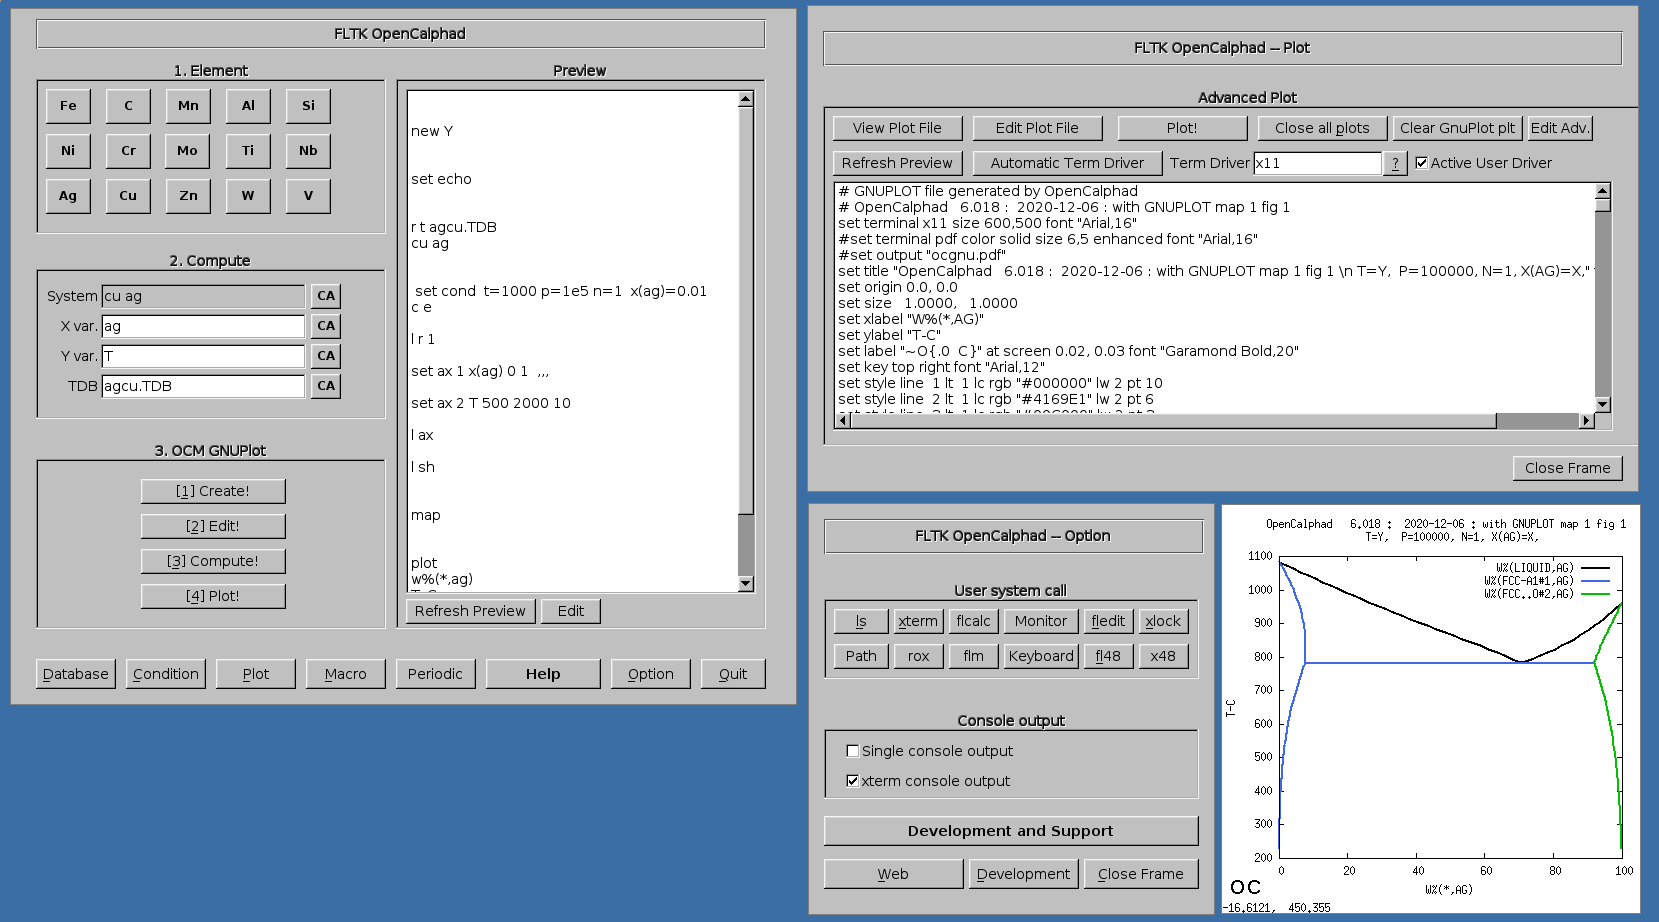 FLTK OpenCalphad
1. Element
Fe C Mn Al Si
Ni Cr Mo Ti Nb
Ag Cu Zn W V
2. Compute
System cu ag CA
X var. ag CA
Y var. T CA
TDB agcu.TDB CA
3. OCM GNUPlot
[1] Create!
[2] Edit!
[3] Compute!
[4] Plot!
Preview
new Y
set echo
r t agcu.TDB
cu ag
set cond t=1000 p=1e5 n=1 x(ag)=0.01
c e
l r 1
set ax 1 x(ag) 0 1 ,,,
set ax 2 T 500 2000 10
l ax
l sh
map
plot
w%(*,ag)
Refresh Preview Edit
Database Condition Plot Macro Periodic Help Option Quit
FLTK OpenCalphad -- Plot
Advanced Plot
View Plot File Edit Plot File Plot! Close all plots Clear GnuPlot plt Edit Adv.
Refresh Preview Automatic Term Driver Term Driver x11 ? Active User Driver
# GNUPLOT file generated by OpenCalphad
# OpenCalphad 6.018 : 2020-12-06 : with GNUPLOT map 1 fig 1
set terminal x11 size 600,500 font "Arial,16"
#set terminal pdf color solid size 6,5 enhanced font "Arial,16"
#set output "ocgnu.pdf"
set title "OpenCalphad 6.018 : 2020-12-06 : with GNUPLOT map 1 fig 1 \n T=Y, P=100000, N=1, X(AG)=X,"
set origin 0.0, 0.0
set size 1.0000, 1.0000
set xlabel "W%(*,AG)"
set ylabel "T-C"
set label "~O{.0 C}" at screen 0.02, 0.03 font "Garamond Bold,20"
set key top right font "Arial,12"
set style line 1 lt 1 lc rgb "#000000" lw 2 pt 10
set style line 2 lt 1 lc rgb "#4169E1" lw 2 pt 6
Close Frame
FLTK OpenCalphad -- Option
User system call
ls xterm flcalc Monitor fledit xlock
Path rox flm Keyboard fl48 x48
Console output
Single console output
xterm console output
Development and Support
Web Development Close Frame
OpenCalphad 6.018 : 2020-12-06 : with GNUPLOT map 1 fig 1
T=Y, P=100000, N=1, X(AG)=X,
W%(LIQUID,AG)
W%(FCC-A1#1,AG)
W%(FCC..O#2,AG)
1100
1000
900
800
700
600
500
400
300
200
T-C
0 20 40 60 80 100
W%(*,AG)
OC
-16.6121, 450.355